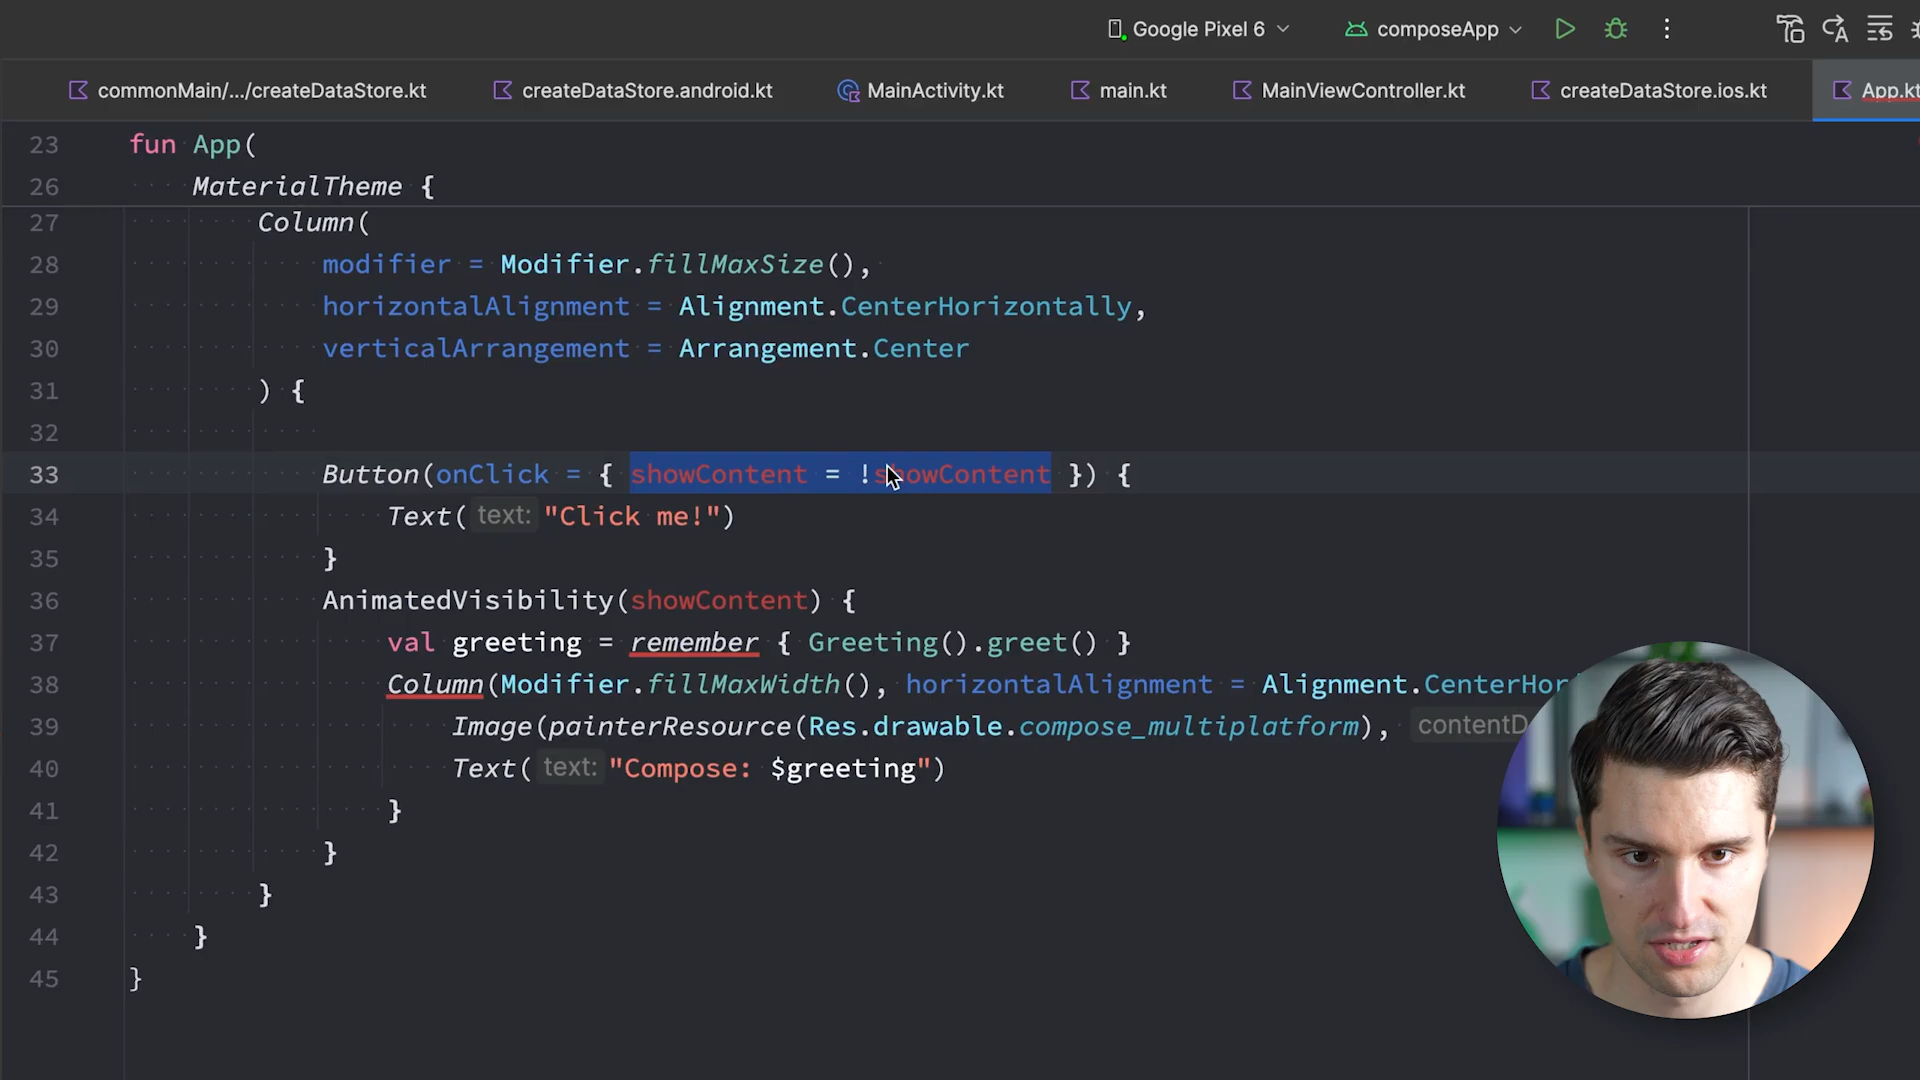 Google Pixel 6 composeApp
commonMain/.../createDataStore.kt createDataStore.android.kt MainActivity.kt main.kt MainViewController.kt createDataStore.ios.kt App.kt
23 fun App(
26 MaterialTheme {
27 Column(
28 modifier = Modifier.fillMaxSize(),
29 horizontalAlignment = Alignment.CenterHorizontally,
30 verticalArrangement = Arrangement.Center
31 ) {
32
33 Button(onClick = { showContent = !showContent }) {
34 Text( text: "Click me!")
35 }
36 AnimatedVisibility(showContent) {
37 val greeting = remember { Greeting().greet() }
38 Column(Modifier.fillMaxWidth(), horizontalAlignment = Alignment.CenterHor
39 Image(painterResource(Res.drawable.compose_multiplatform), contentD
40 Text( text: "Compose: $greeting")
41 }
42 }
43 }
44 }
45 }